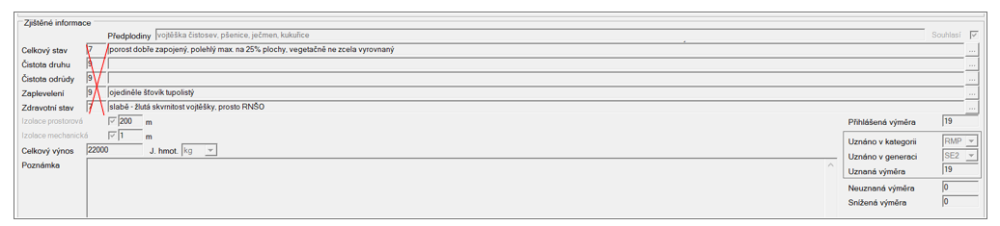 Zjištěné informace
Předplodiny vojtěška čistosev, pšenice, ječmen, kukuřice Souhlasí
Celkový stav 7 porost dobře zapojený, polehlý max. na 25% plochy, vegetačně ne zcela vyrovnaný ...
Čistota druhu 9 ...
Čistota odrůdy 9 ...
Zaplevelení 9 ojediněle šťovík tupolistý ...
Zdravotní stav 7 slabě - žlutá skvrnitost vojtěšky, prosto RNŠO ...
Izolace prostorová 200 m
Přihlášená výměra 19
Izolace mechanická 1 m
Celkový výnos 22000 J. hmot. kg
Uznáno v kategorii RMP
Uznáno v generaci SE2
Uznaná výměra 19
Poznámka
Neuznaná výměra 0
Snížená výměra 0